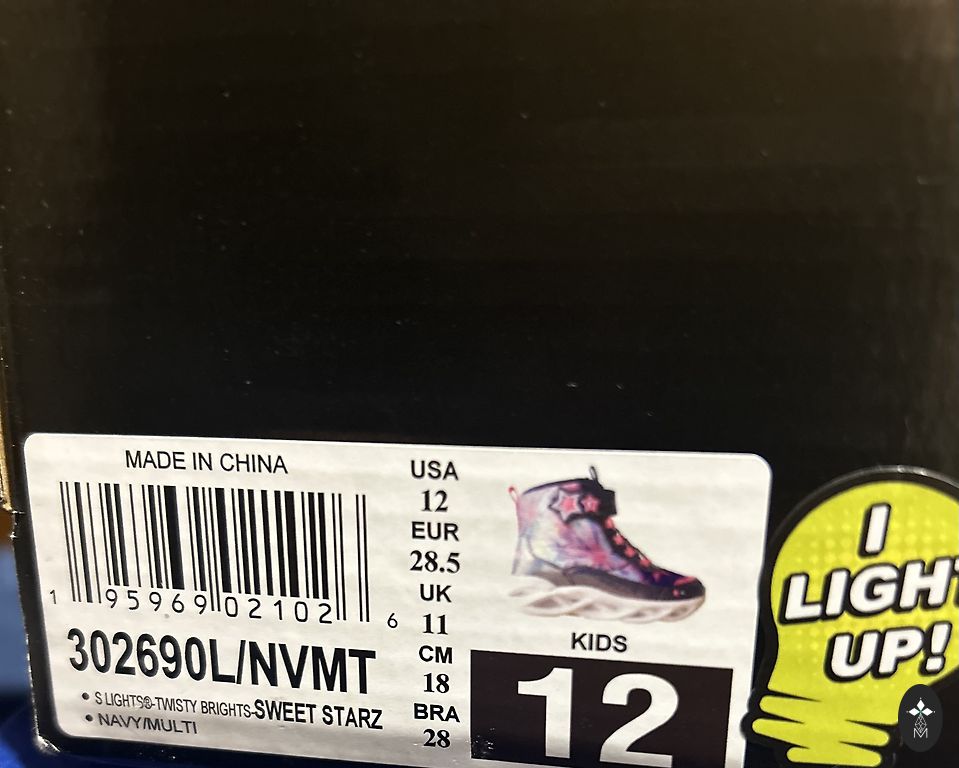 MADE IN CHINA
1 95969 02102 6
302690L/NVMT
• S LIGHTS®-TWISTY BRIGHTS-SWEET STARZ
• NAVY/MULTI
USA
12
EUR
28.5
UK
11
CM
18
BRA
28
KIDS
12
I
LIGHT
UP!
M